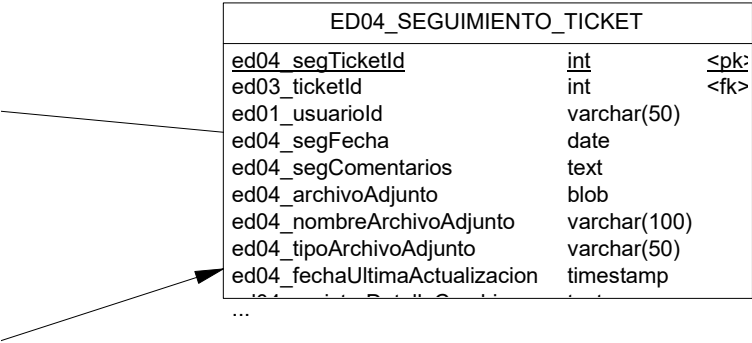 ED04_SEGUIMIENTO_TICKET
ed04_segTicketId int <pk>
ed03_ticketId int <fk>
ed01_usuarioId varchar(50)
ed04_segFecha date
ed04_segComentarios text
ed04_archivoAdjunto blob
ed04_nombreArchivoAdjunto varchar(100)
ed04_tipoArchivoAdjunto varchar(50)
ed04_fechaUltimaActualizacion timestamp
...